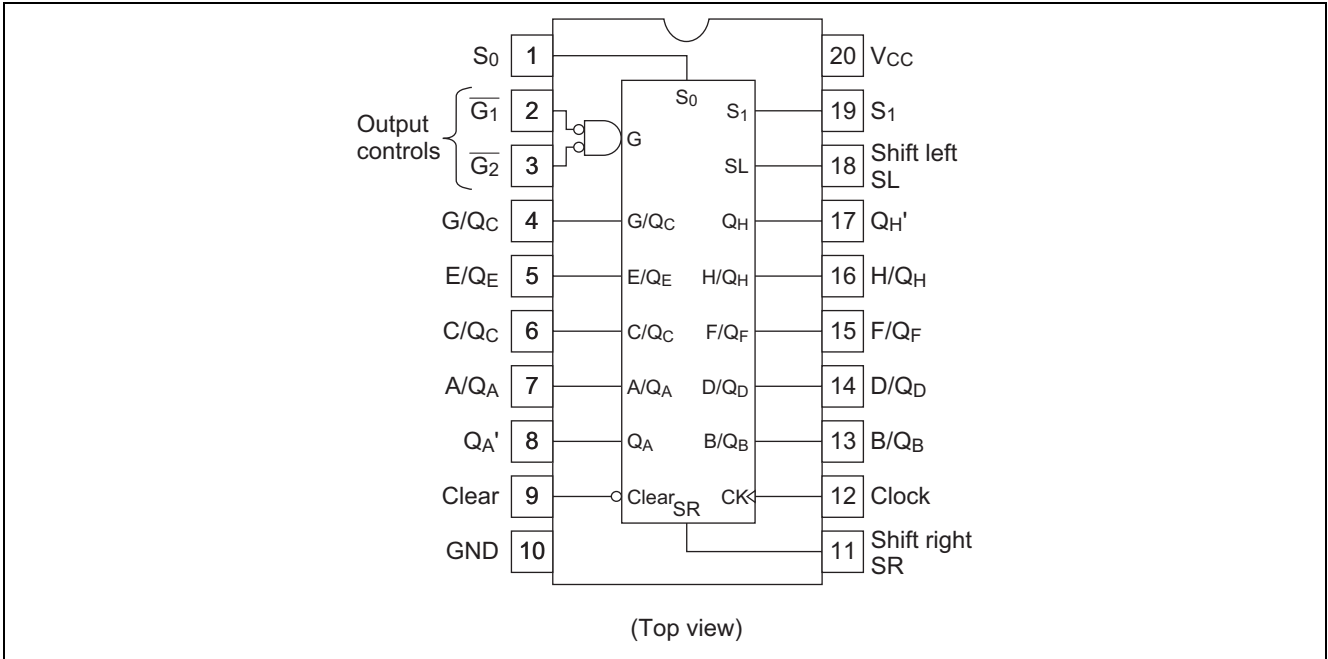 S0 1
20 VCC
S0
Output controls
G1 2
S1
19 S1
G
G2 3
SL
18 Shift left SL
G/QC 4
G/QC
QH
17 QH'
E/QE 5
E/QE
H/QH
16 H/QH
C/QC 6
C/QC
F/QF
15 F/QF
A/QA 7
A/QA
D/QD
14 D/QD
QA' 8
QA
B/QB
13 B/QB
Clear 9
Clear
CK
12 Clock
SR
GND 10
11 Shift right SR
(Top view)